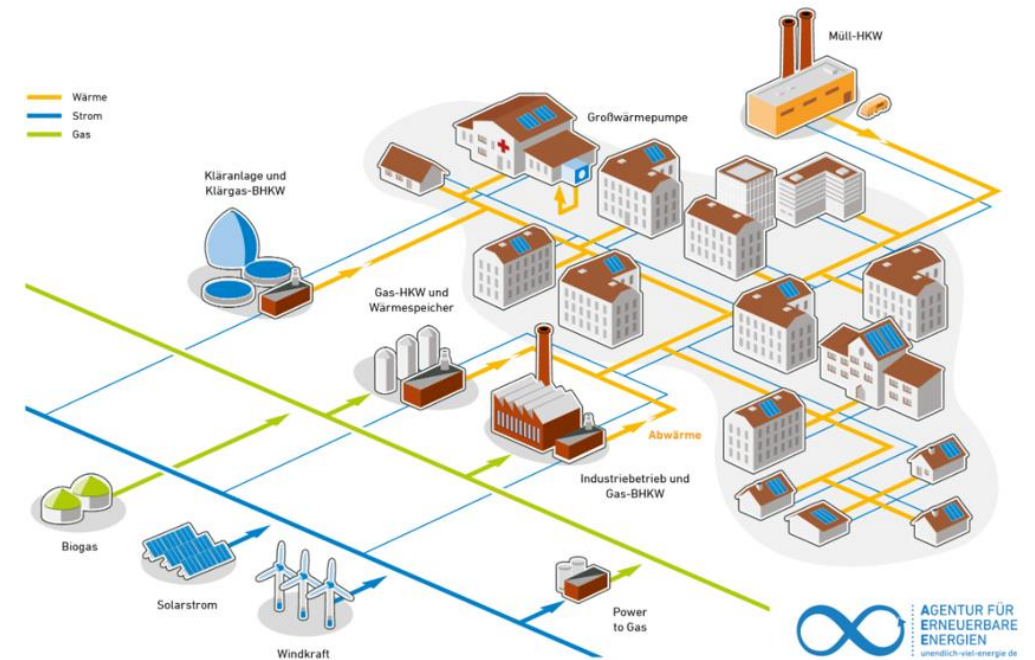 Müll-HKW
Wärme
Strom
Gas
Großwärmepumpe
Kläranlage und
Klärgas-BHKW
Gas-HKW und
Wärmespeicher
Abwärme
Industriebetrieb und
Gas-BHKW
Biogas
Solarstrom
Windkraft
Power
to Gas
AGENTUR FÜR
ERNEUERBARE
ENERGIEN
unendlich-viel-energie.de